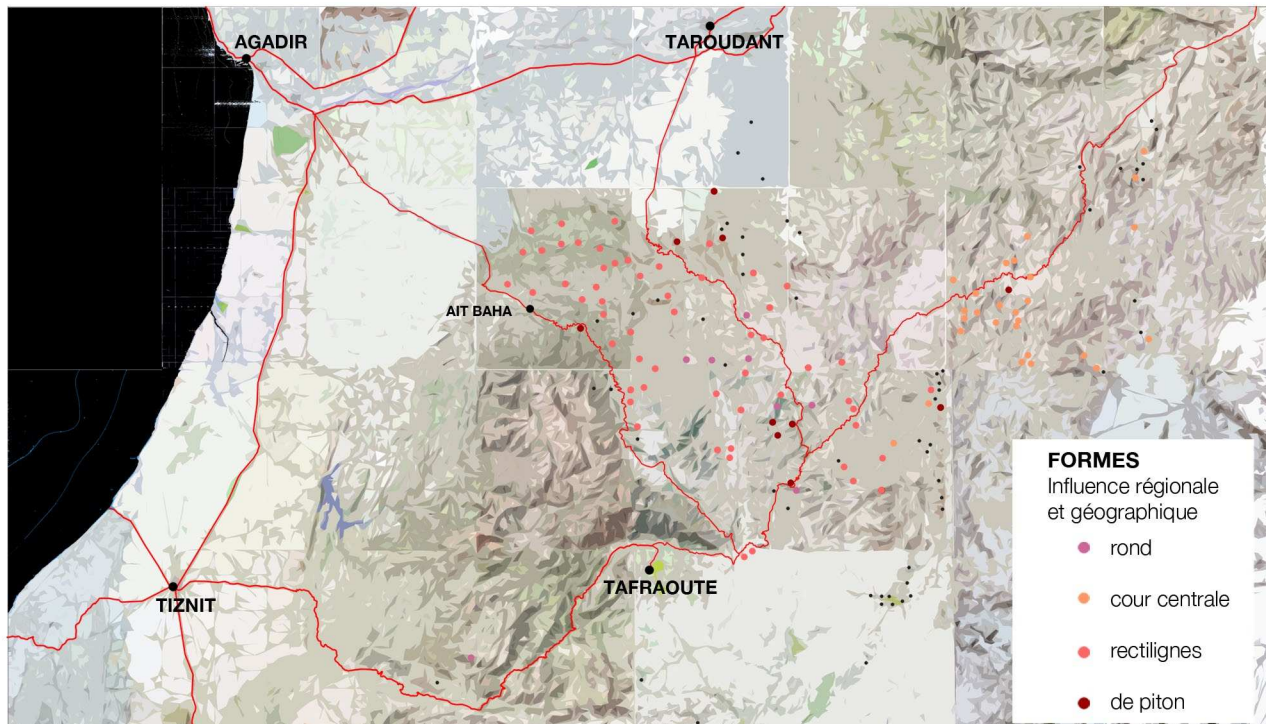 AGADIR
TAROUDANT
AIT BAHA
TAFRAOUTE
TIZNIT
FORMES
Influence régionale
et géographique
rond
cour centrale
rectilignes
de piton